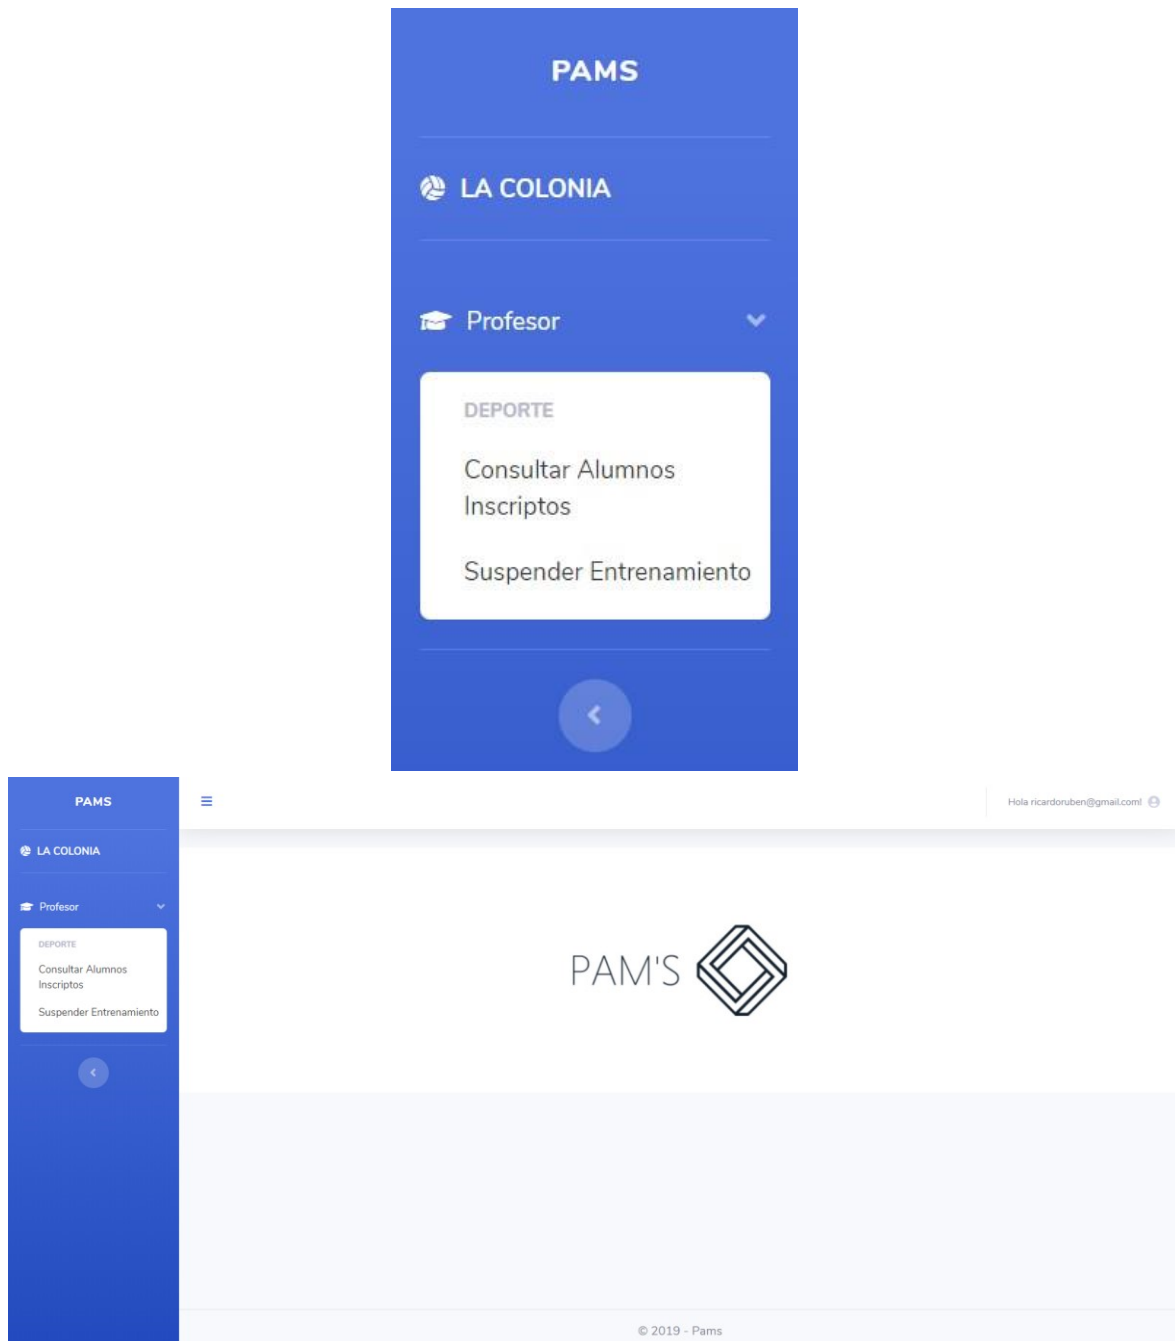 PAMS
LA COLONIA
Profesor
DEPORTE
Consultar Alumnos
Inscriptos
Suspender Entrenamiento
PAMS
Hola ricardoruben@gmail.com!
LA COLONIA
Profesor
DEPORTE
Consultar Alumnos
Inscriptos
Suspender Entrenamiento
PAM'S
© 2019 - Pams